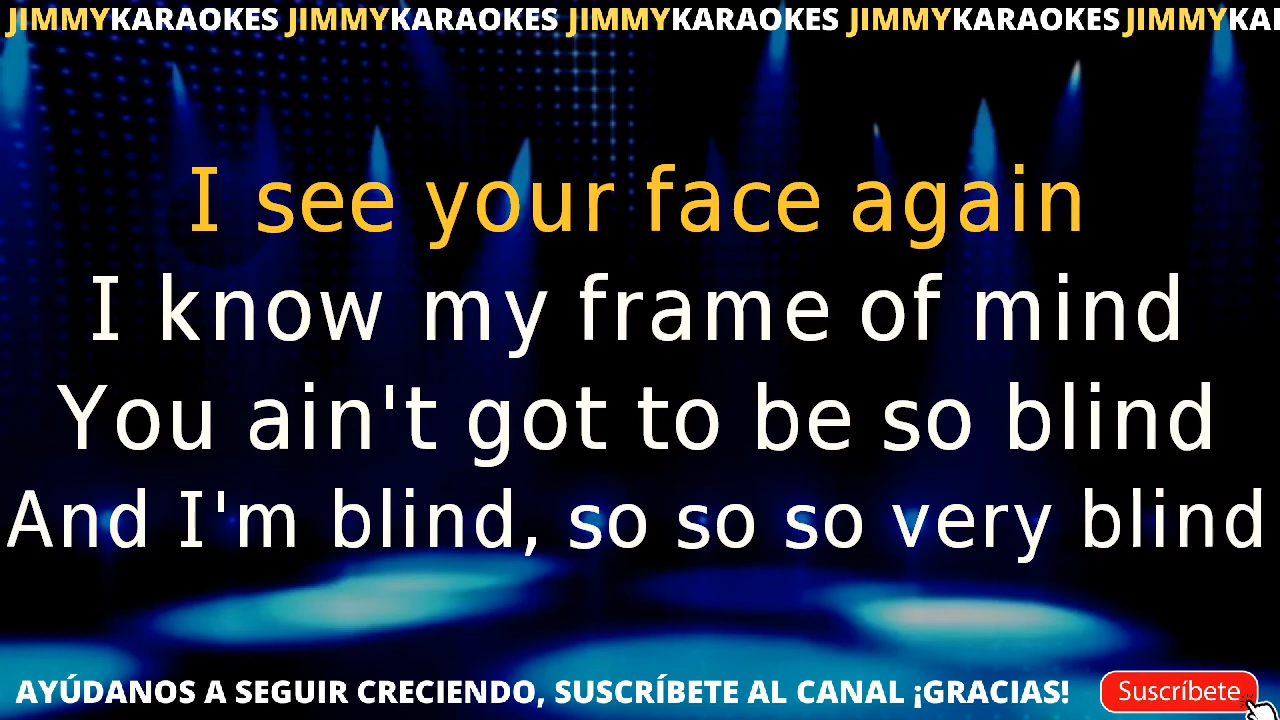 JIMMYKARAOKES JIMMYKARAOKES JIMMYKARAOKES JIMMYKARAOKES JIMMYKA
I see your face again
I know my frame of mind
You ain't got to be so blind
And I'm blind, so so so very blind
AYÚDANOS A SEGUIR CRECIENDO, SUSCRÍBETE AL CANAL ¡GRACIAS!
Suscríbete